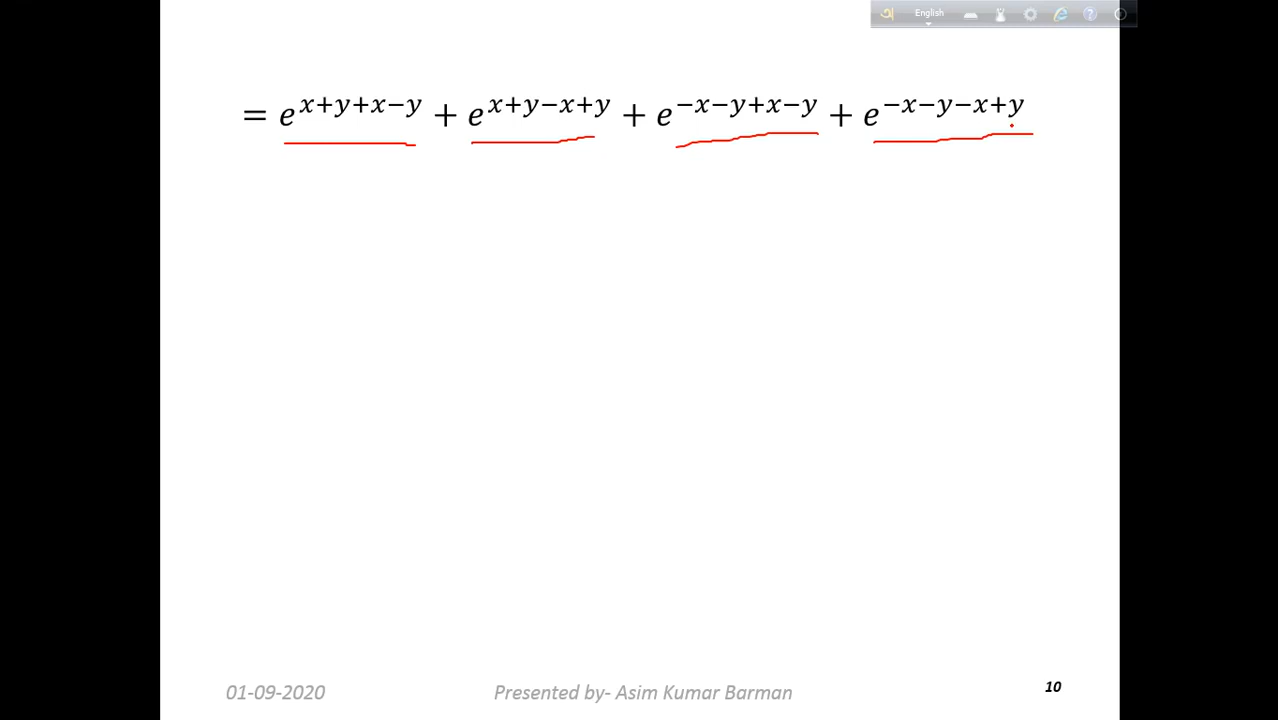 English
= e^{x+y+x−y} + e^{x+y−x+y} + e^{−x−y+x−y} + e^{−x−y−x+y}
01-09-2020 Presented by- Asim Kumar Barman 10